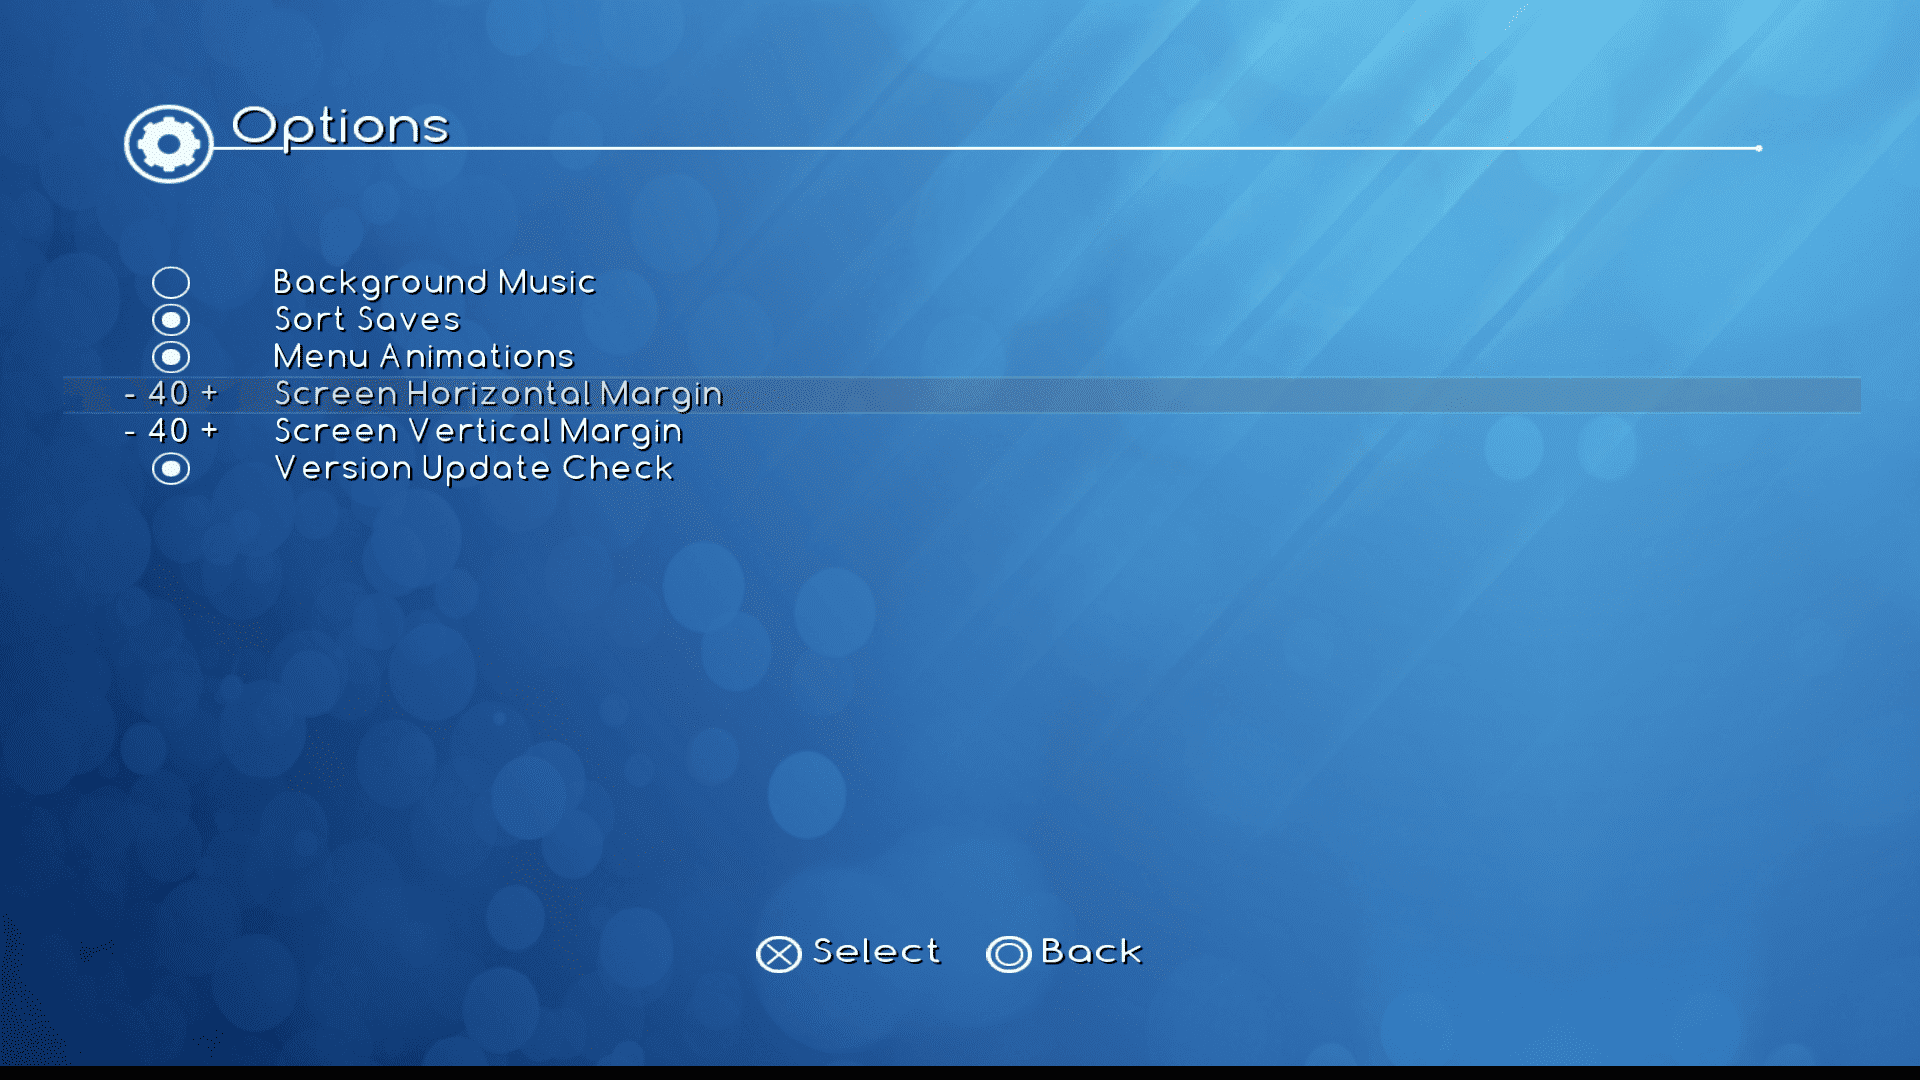 Options
Background Music
Sort Saves
Menu Animations
- 40 + Screen Horizontal Margin
- 40 + Screen Vertical Margin
Version Update Check
Select Back